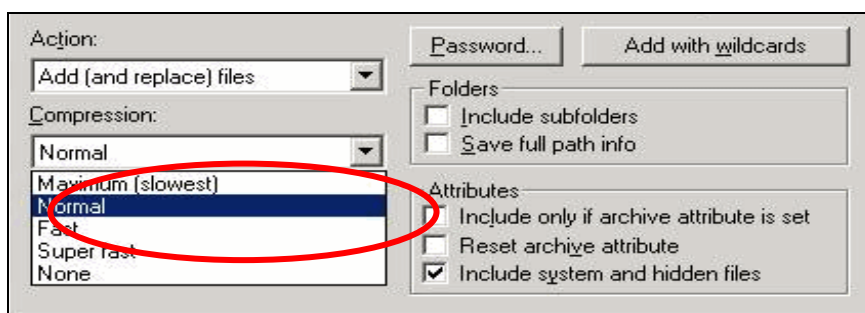 Action:
Add (and replace) files
Compression:
Normal
Maximum (slowest)
Normal
Fast
Super fast
None
Password...
Add with wildcards
Folders
Include subfolders
Save full path info
Attributes
Include only if archive attribute is set
Reset archive attribute
Include system and hidden files